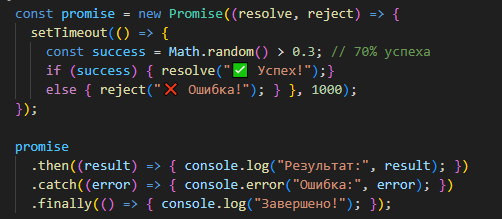 const promise = new Promise((resolve, reject) => {
  setTimeout(() => {
    const success = Math.random() > 0.3; // 70% успеха
    if (success) { resolve("✅ Успех!");}
    else { reject("❌ Ошибка!"); } }, 1000);
});

promise
  .then((result) => { console.log("Результат:", result); })
  .catch((error) => { console.error("Ошибка:", error); })
  .finally(() => { console.log("Завершено!"); });